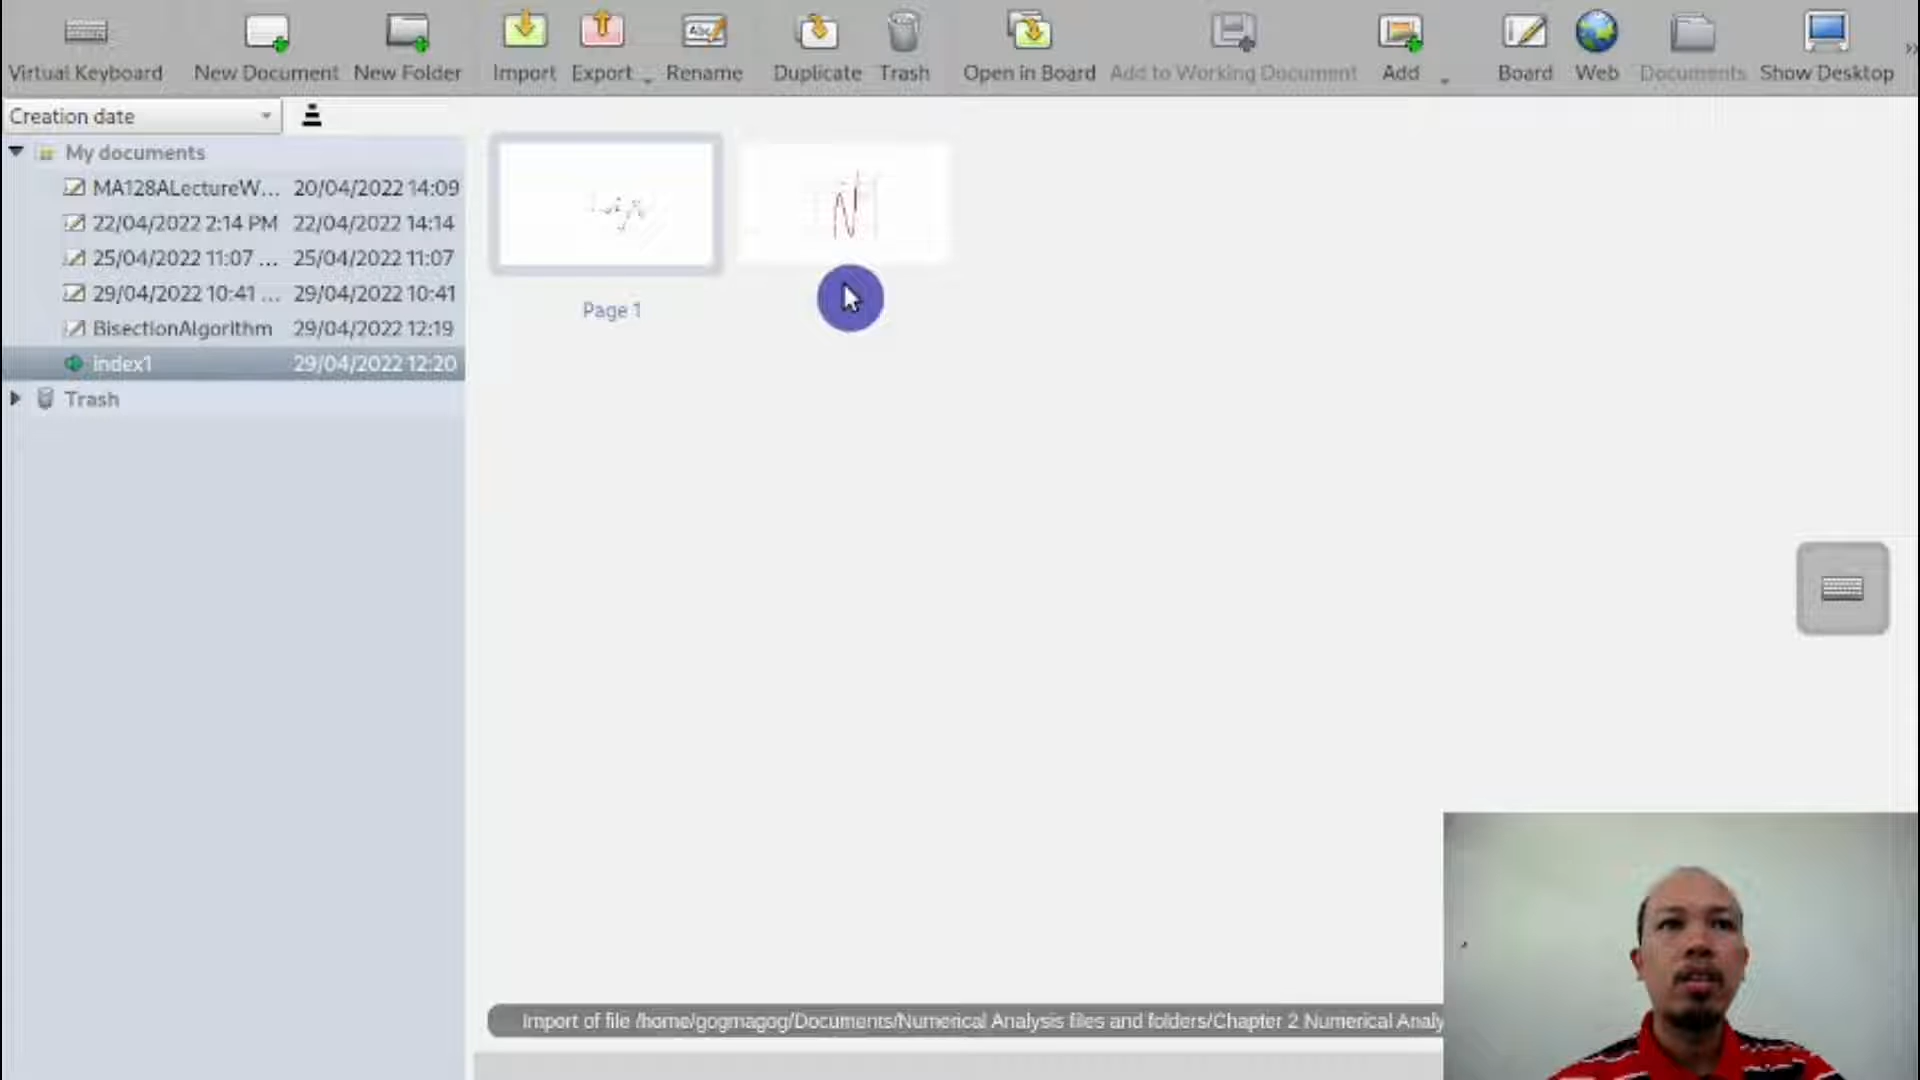 Virtual Keyboard New Document New Folder Import Export Rename Duplicate Trash Open in Board Add to Working Document Add Board Web Documents Show Desktop
Creation date
My documents
MA128ALectureW... 20/04/2022 14:09
22/04/2022 2:14 PM 22/04/2022 14:14
25/04/2022 11:07 ... 25/04/2022 11:07
29/04/2022 10:41 ... 29/04/2022 10:41
BisectionAlgorithm 29/04/2022 12:19
index1 29/04/2022 12:20
Trash
Page 1
Import of file /home/gogmagog/Documents/Numerical Analysis files and folders/Chapter 2 Numerical Analy